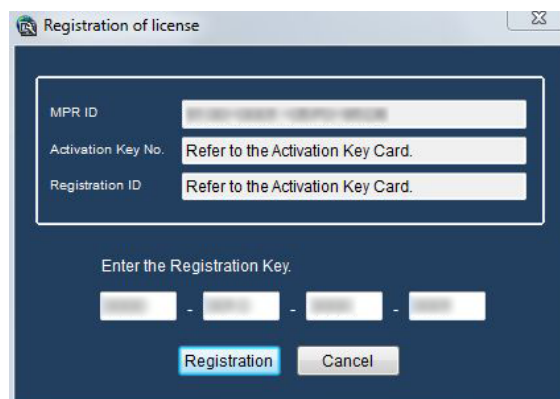 Registration of license
MPR ID
Activation Key No. Refer to the Activation Key Card.
Registration ID Refer to the Activation Key Card.
Enter the Registration Key.
- - -
Registration Cancel